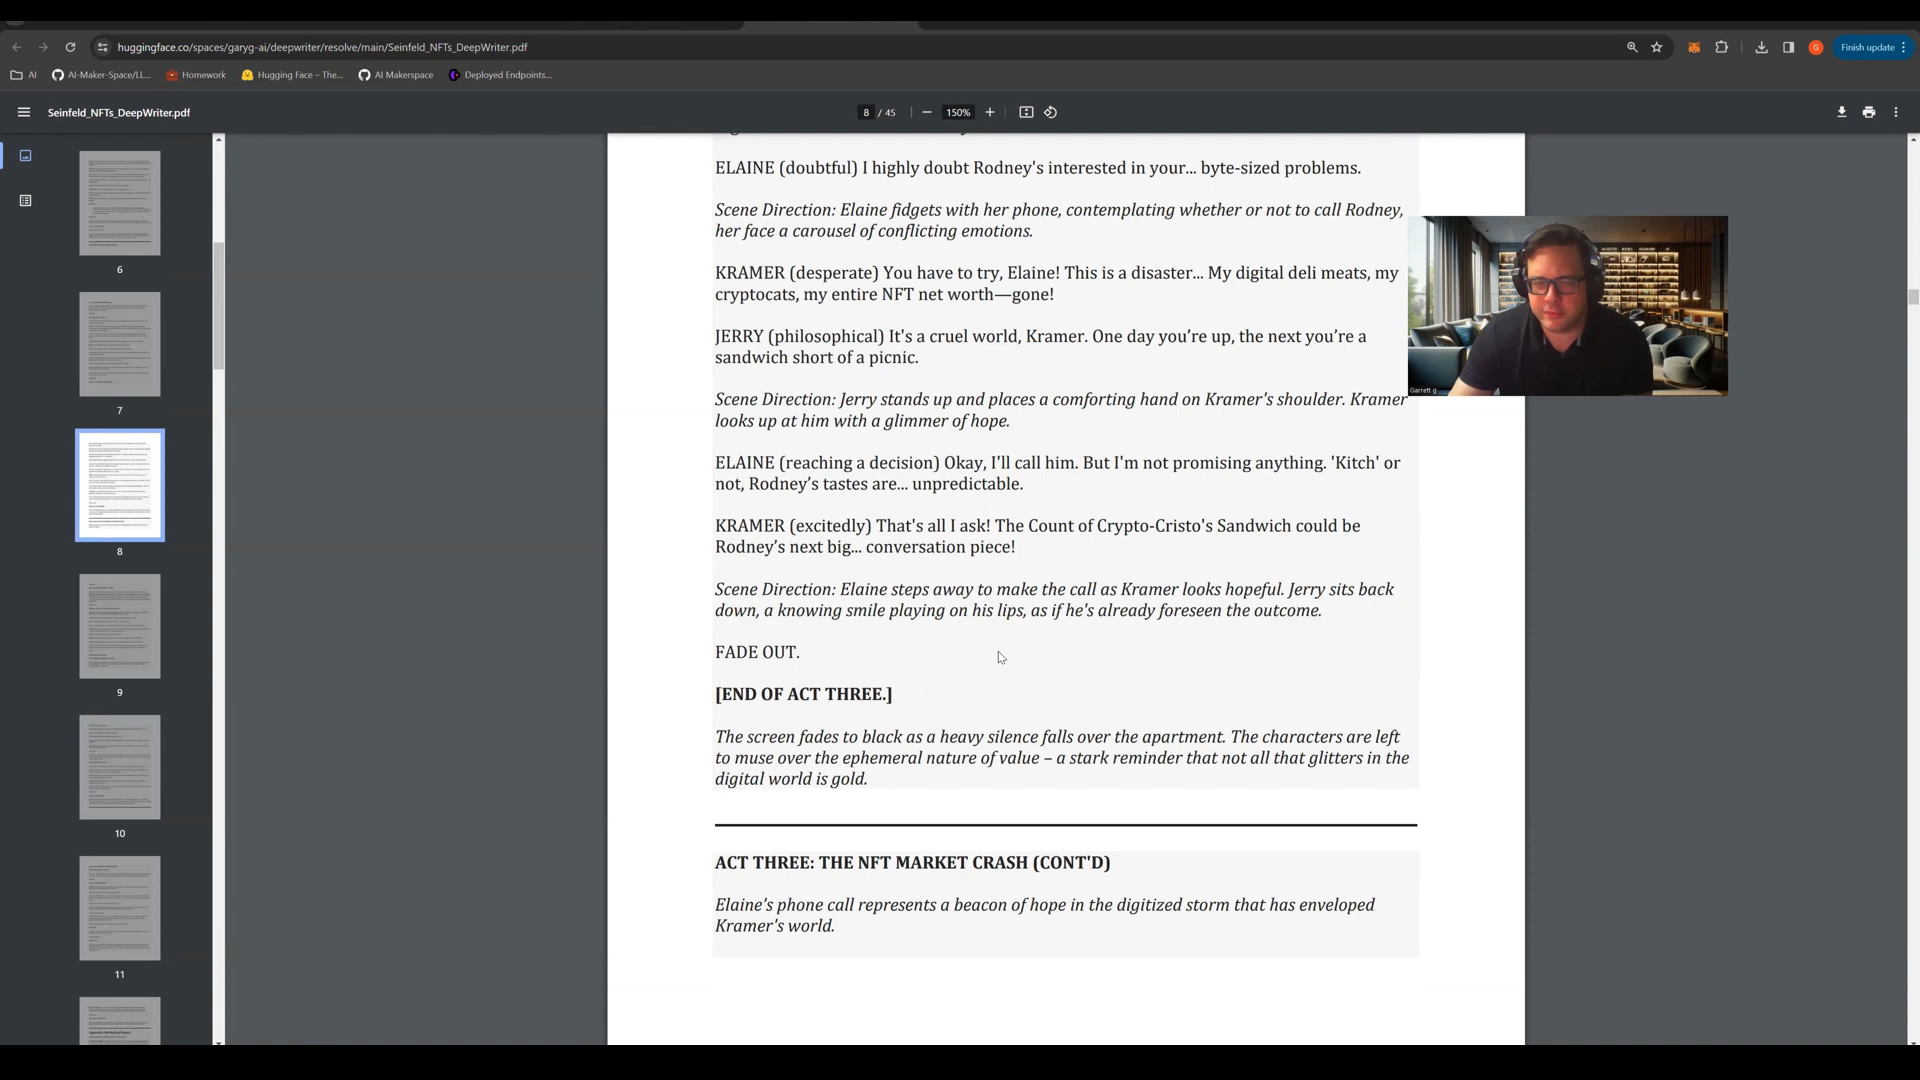 huggingface.co/spaces/garyg-ai/deepwriter/resolve/main/Seinfeld_NFTs_DeepWriter.pdf
G
Finish update
AI
AI-Maker-Space/LL...
Homework
Hugging Face – The...
AI Makerspace
Deployed Endpoints...
Seinfeld_NFTs_DeepWriter.pdf
8 / 45
150%
6
7
8
9
10
11
ELAINE (doubtful) I highly doubt Rodney's interested in your... byte-sized problems.
Scene Direction: Elaine fidgets with her phone, contemplating whether or not to call Rodney,
her face a carousel of conflicting emotions.
KRAMER (desperate) You have to try, Elaine! This is a disaster... My digital deli meats, my
cryptocats, my entire NFT net worth—gone!
JERRY (philosophical) It's a cruel world, Kramer. One day you’re up, the next you’re a
sandwich short of a picnic.
Scene Direction: Jerry stands up and places a comforting hand on Kramer's shoulder. Kramer
looks up at him with a glimmer of hope.
ELAINE (reaching a decision) Okay, I'll call him. But I'm not promising anything. 'Kitch' or
not, Rodney’s tastes are... unpredictable.
KRAMER (excitedly) That's all I ask! The Count of Crypto-Cristo's Sandwich could be
Rodney’s next big... conversation piece!
Scene Direction: Elaine steps away to make the call as Kramer looks hopeful. Jerry sits back
down, a knowing smile playing on his lips, as if he's already foreseen the outcome.
FADE OUT.
[END OF ACT THREE.]
The screen fades to black as a heavy silence falls over the apartment. The characters are left
to muse over the ephemeral nature of value – a stark reminder that not all that glitters in the
digital world is gold.
ACT THREE: THE NFT MARKET CRASH (CONT'D)
Elaine’s phone call represents a beacon of hope in the digitized storm that has enveloped
Kramer's world.
Garrett g